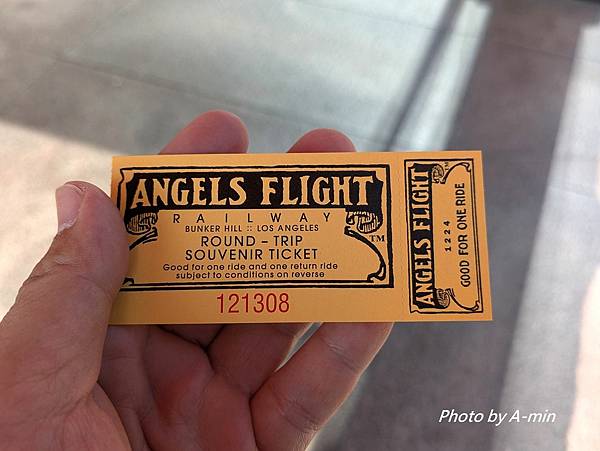 ANGELS FLIGHT
RAILWAY
BUNKER HILL :: LOS ANGELES
ROUND – TRIP
SOUVENIR TICKET
Good for one ride and one return ride
subject to conditions on reverse
TM
121308
ANGELS FLIGHT
TM
1224
GOOD FOR ONE RIDE
Photo by A-min